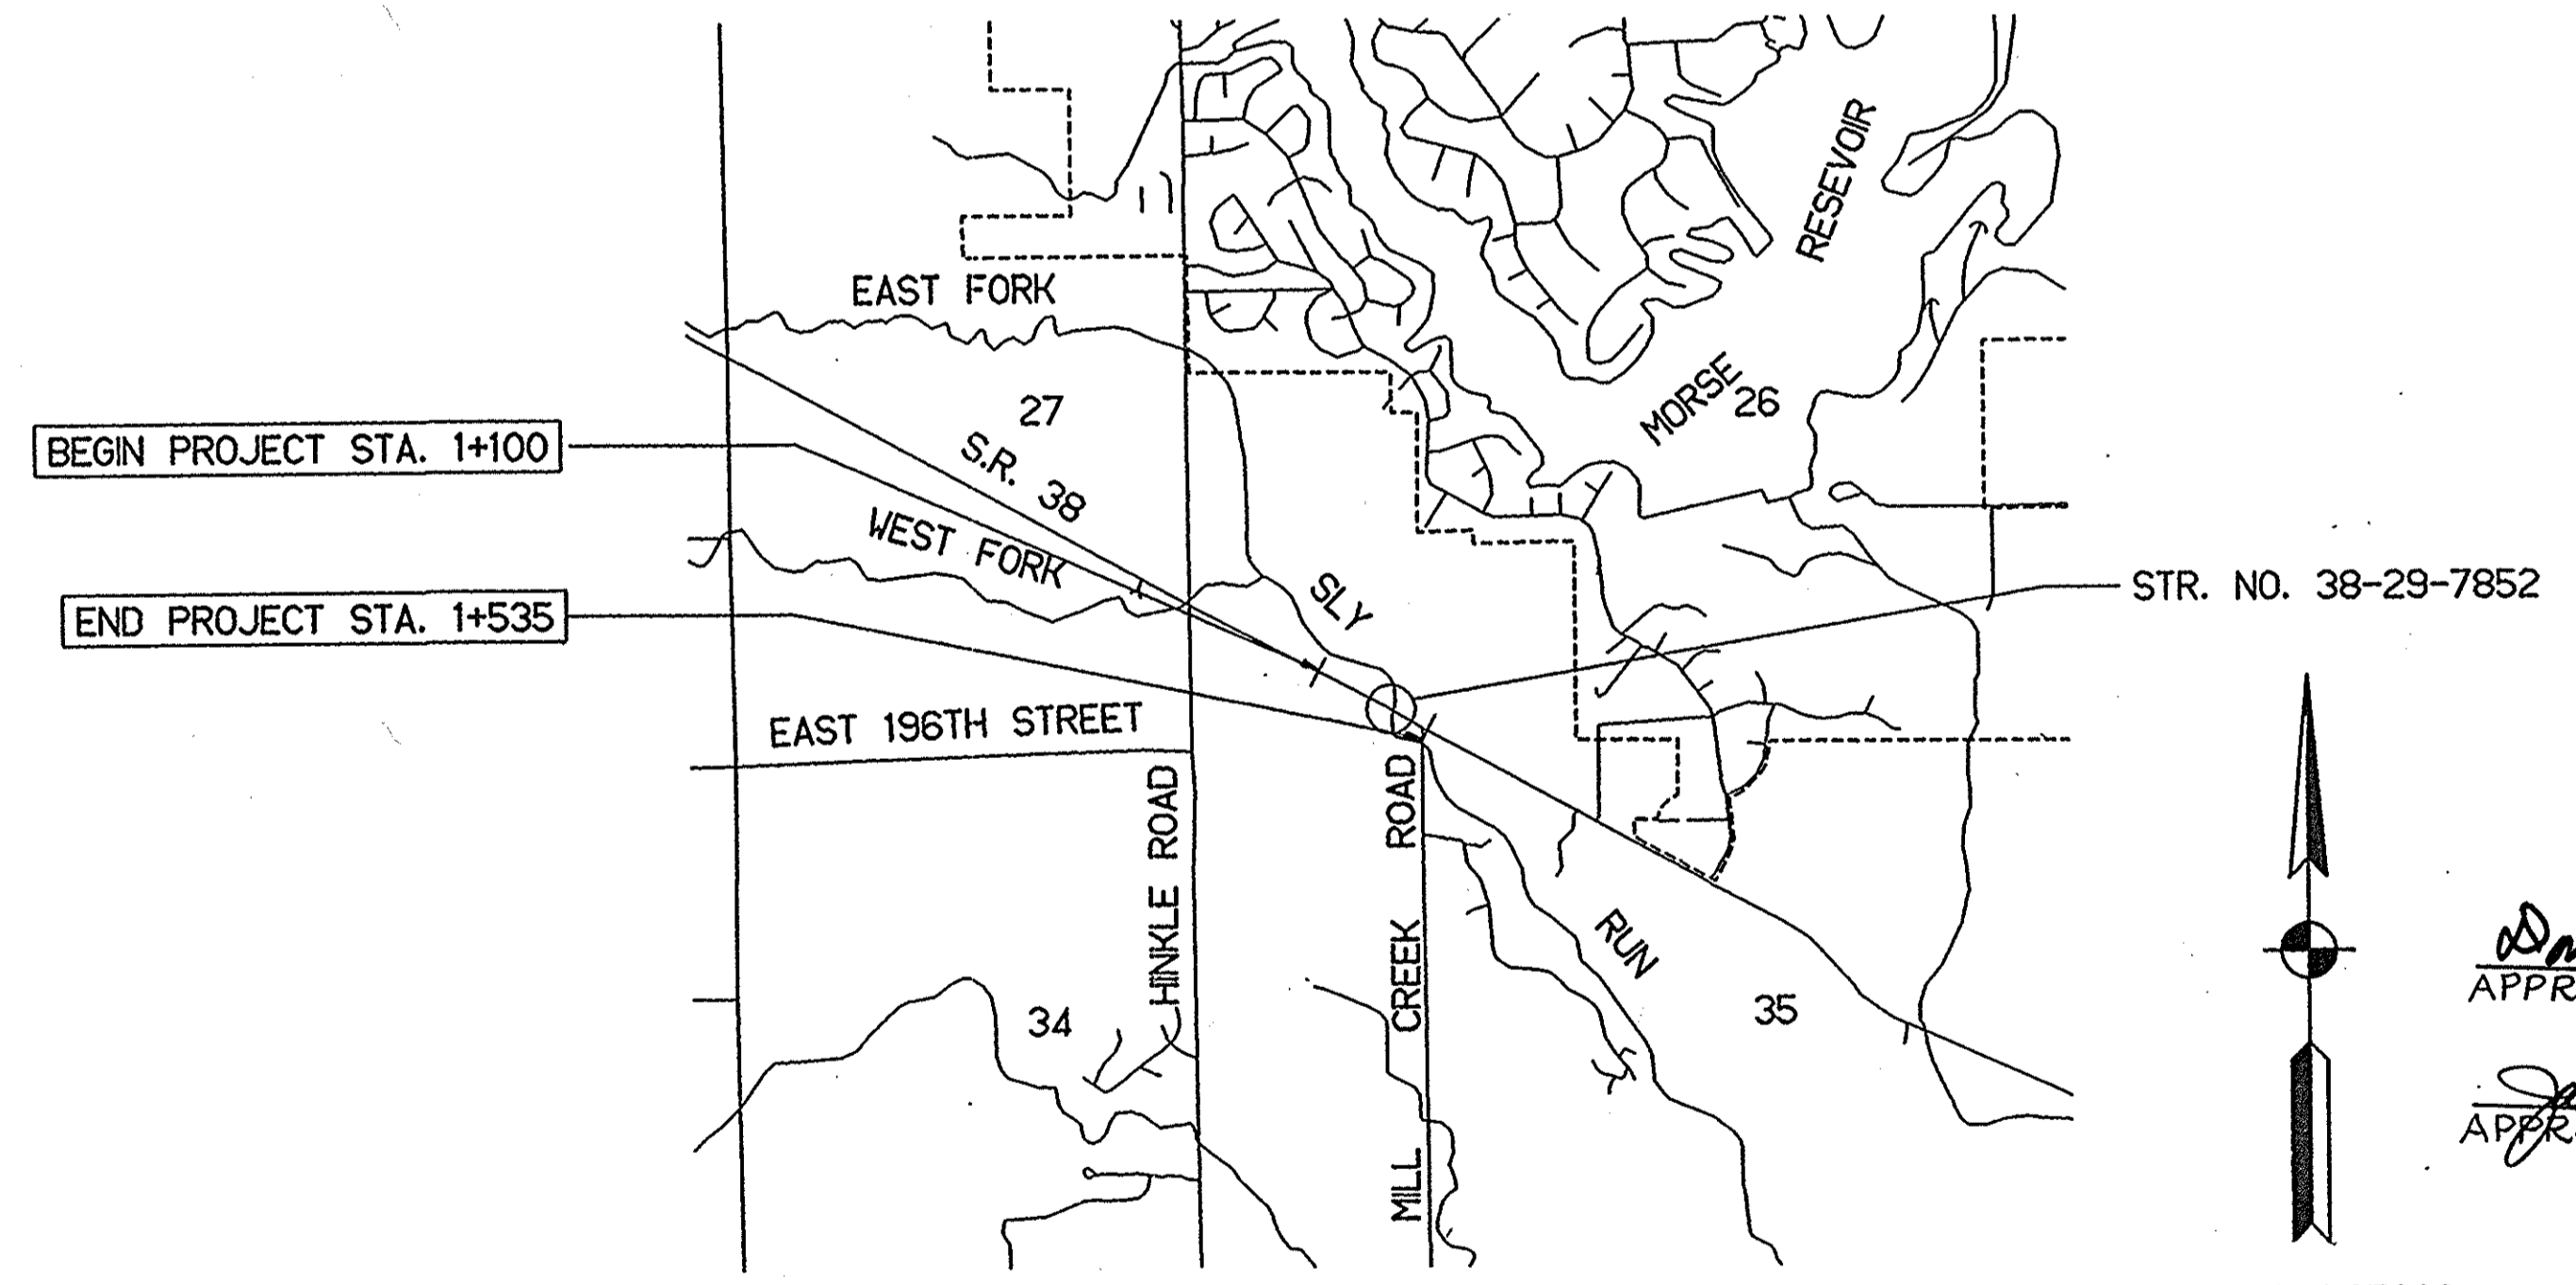 RESEVOIR
EAST FORK
MORSE
27
26
BEGIN PROJECT STA. 1+100
S.R. 38
WEST FORK
SLY
STR. NO. 38-29-7852
END PROJECT STA. 1+535
EAST 196TH STREET
HINKLE ROAD
MILL CREEK ROAD
RUN
34
35
APPR
APPR